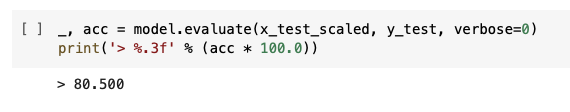 [ ] _, acc = model.evaluate(x_test_scaled, y_test, verbose=0)
print('> %.3f' % (acc * 100.0))
> 80.500